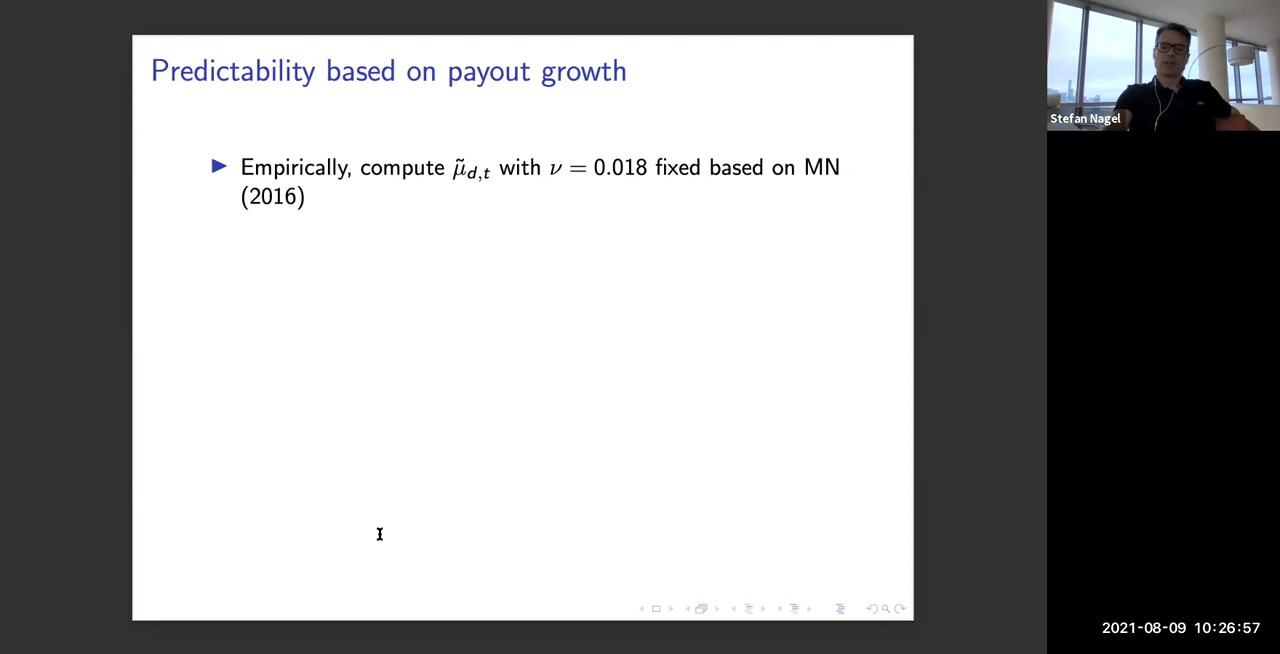 Predictability based on payout growth
Stefan Nagel
▶ Empirically, compute μ̃_{d,t} with ν = 0.018 fixed based on MN
(2016)
2021-08-09 10:26:57